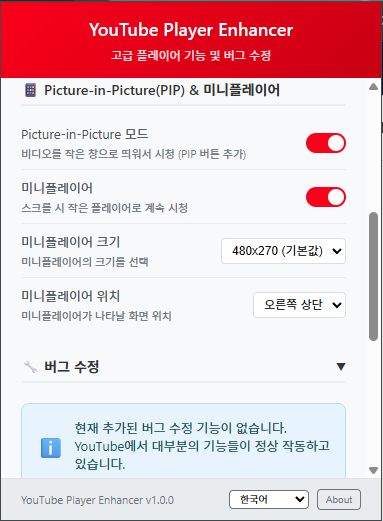 YouTube Player Enhancer
고급 플레이어 기능 및 버그 수정
Picture-in-Picture(PIP) & 미니플레이어
Picture-in-Picture 모드
비디오를 작은 창으로 띄워서 시청 (PIP 버튼 추가)
미니플레이어
스크롤 시 작은 플레이어로 계속 시청
미니플레이어 크기
480x270 (기본값)
미니플레이어의 크기를 선택
미니플레이어 위치
오른쪽 상단
미니플레이어가 나타날 화면 위치
버그 수정
현재 추가된 버그 수정 기능이 없습니다.
YouTube에서 대부분의 기능들이 정상 작동하고
있습니다.
YouTube Player Enhancer v1.0.0
한국어
About